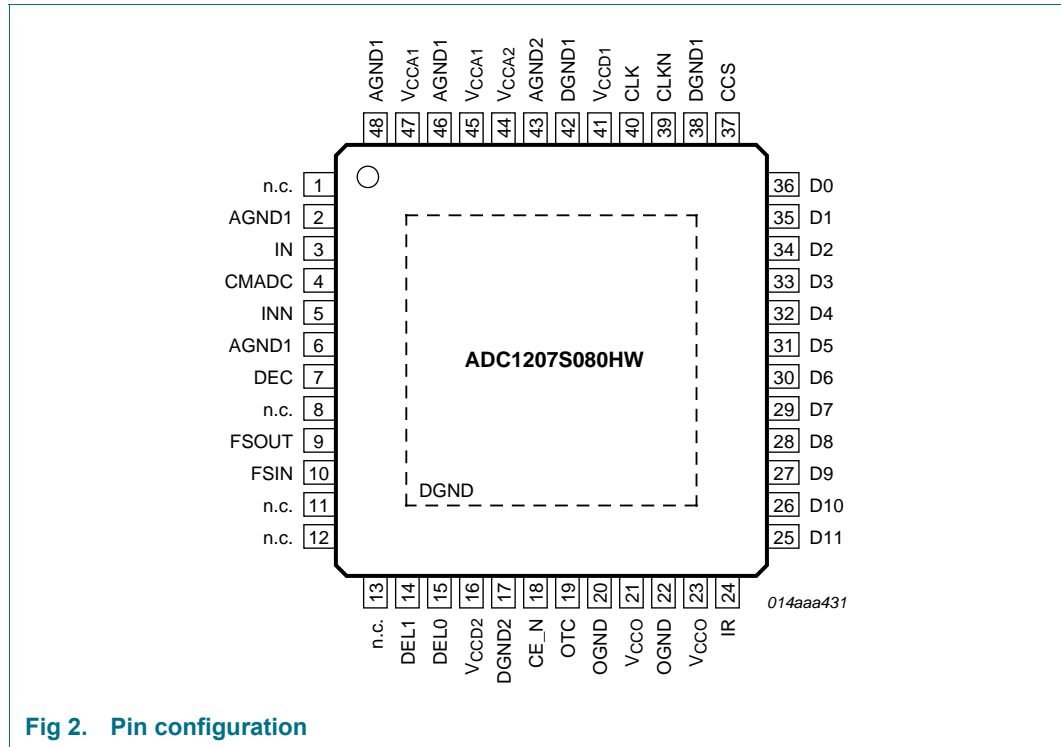 AGND1
VCCA1
AGND1
VCCA1
VCCA2
AGND2
DGND1
VCCD1
CLK
CLKN
DGND1
CCS
48 47 46 45 44 43 42 41 40 39 38 37
n.c. 1
AGND1 2
IN 3
CMADC 4
INN 5
AGND1 6
DEC 7
n.c. 8
FSOUT 9
FSIN 10
n.c. 11
n.c. 12
ADC1207S080HW
DGND
36 D0
35 D1
34 D2
33 D3
32 D4
31 D5
30 D6
29 D7
28 D8
27 D9
26 D10
25 D11
13 14 15 16 17 18 19 20 21 22 23 24
n.c.
DEL1
DEL0
VCCD2
DGND2
CE_N
OTC
OGND
VCCO
OGND
VCCO
IR
014aaa431
Fig 2. Pin configuration